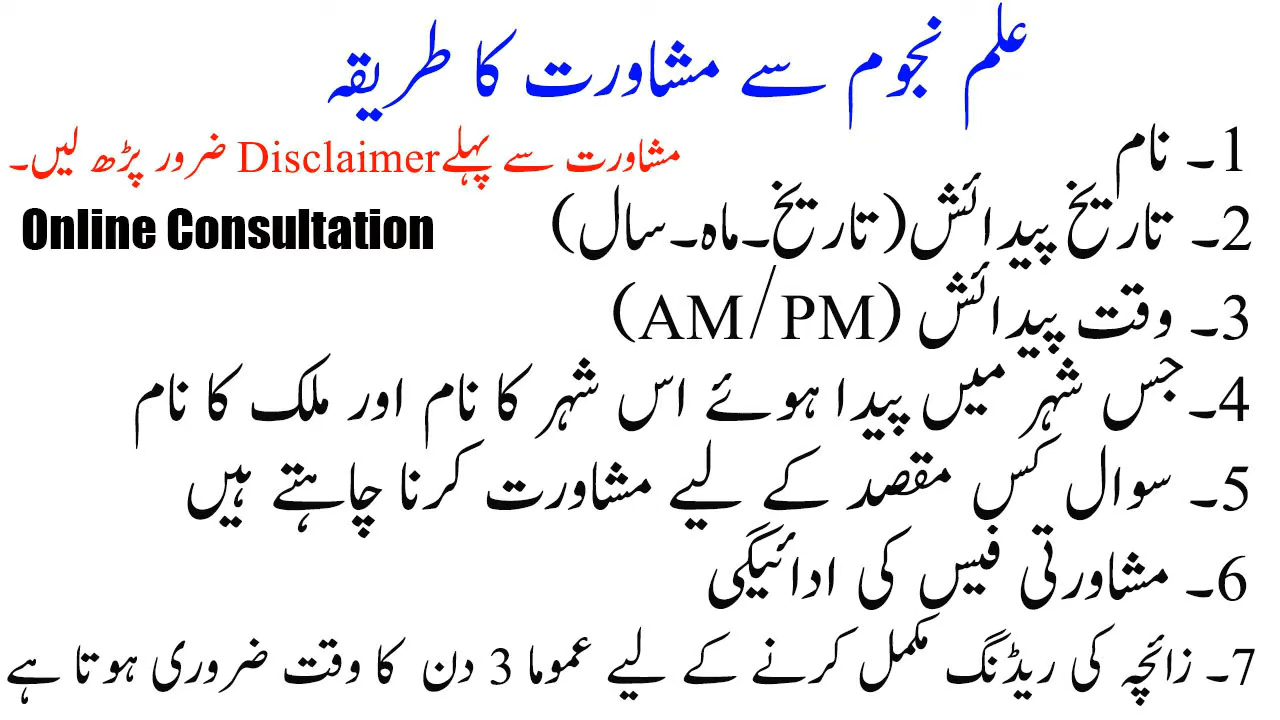 علم نجوم سے مشاورت کا طریقہ
1۔ نام
مشاورت سے پہلےDisclaimer ضرور پڑھ لیں۔
2۔ تاریخ پیدائش(تاریخ۔ماہ۔سال)
Online Consultation
3۔ وقت پیدائش (AM/PM)
4۔جس شہر میں پیدا ہوئے اس شہر کا نام اور ملک کا نام
5۔ سوال کس مقصد کے لیے مشاورت کرنا چاہتے ہیں
6۔ مشاورتی فیس کی ادائیگی
7۔ زائچہ کی ریڈنگ مکمل کرنے کے لیے عموما 3 دن کا وقت ضروری ہوتا ہے